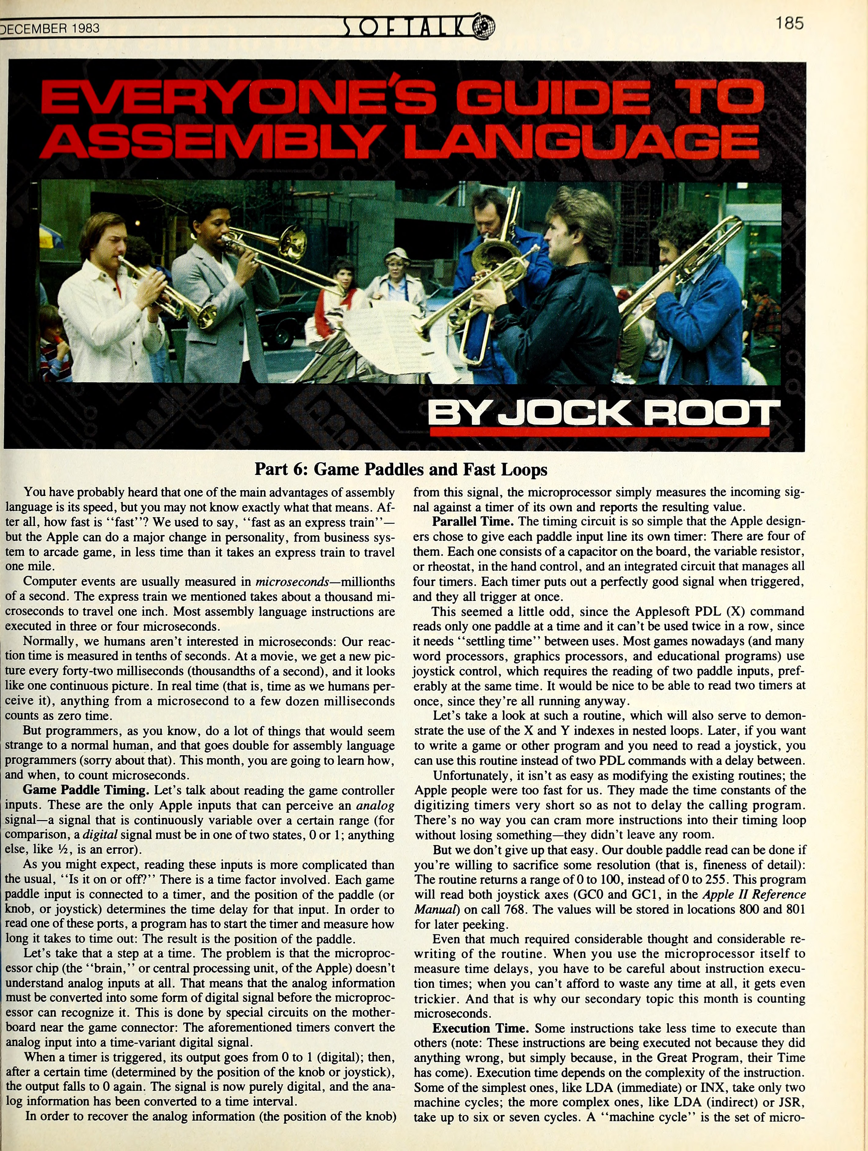 DECEMBER 1983
SOFTALK
185
EVERYONE'S GUIDE TO
ASSEMBLY LANGUAGE
BY JOCK ROOT
Part 6: Game Paddles and Fast Loops
You have probably heard that one of the main advantages of assembly
language is its speed, but you may not know exactly what that means. Af-
ter all, how fast is "fast"? We used to say, "fast as an express train"—
but the Apple can do a major change in personality, from business sys-
tem to arcade game, in less time than it takes an express train to travel
one mile.
Computer events are usually measured in microseconds—millionths
of a second. The express train we mentioned takes about a thousand mi-
croseconds to travel one inch. Most assembly language instructions are
executed in three or four microseconds.
Normally, we humans aren't interested in microseconds: Our reac-
tion time is measured in tenths of seconds. At a movie, we get a new pic-
ture every forty-two milliseconds (thousandths of a second), and it looks
like one continuous picture. In real time (that is, time as we humans per-
ceive it), anything from a microsecond to a few dozen milliseconds
counts as zero time.
But programmers, as you know, do a lot of things that would seem
strange to a normal human, and that goes double for assembly language
programmers (sorry about that). This month, you are going to learn how,
and when, to count microseconds.
Game Paddle Timing. Let's talk about reading the game controller
inputs. These are the only Apple inputs that can perceive an analog
signal—a signal that is continuously variable over a certain range (for
comparison, a digital signal must be in one of two states, 0 or 1; anything
else, like ½, is an error).
As you might expect, reading these inputs is more complicated than
the usual, "Is it on or off?" There is a time factor involved. Each game
paddle input is connected to a timer, and the position of the paddle (or
knob, or joystick) determines the time delay for that input. In order to
read one of these ports, a program has to start the timer and measure how
long it takes to time out: The result is the position of the paddle.
Let's take that a step at a time. The problem is that the microproc-
essor chip (the "brain," or central processing unit, of the Apple) doesn't
understand analog inputs at all. That means that the analog information
must be converted into some form of digital signal before the microproc-
essor can recognize it. This is done by special circuits on the mother-
board near the game connector: The aforementioned timers convert the
analog input into a time-variant digital signal.
When a timer is triggered, its output goes from 0 to 1 (digital); then,
after a certain time (determined by the position of the knob or joystick),
the output falls to 0 again. The signal is now purely digital, and the ana-
log information has been converted to a time interval.
In order to recover the analog information (the position of the knob)
from this signal, the microprocessor simply measures the incoming sig-
nal against a timer of its own and reports the resulting value.
Parallel Time. The timing circuit is so simple that the Apple design-
ers chose to give each paddle input line its own timer: There are four of
them. Each one consists of a capacitor on the board, the variable resistor,
or rheostat, in the hand control, and an integrated circuit that manages all
four timers. Each timer puts out a perfectly good signal when triggered,
and they all trigger at once.
This seemed a little odd, since the Applesoft PDL (X) command
reads only one paddle at a time and it can't be used twice in a row, since
it needs "settling time" between uses. Most games nowadays (and many
word processors, graphics processors, and educational programs) use
joystick control, which requires the reading of two paddle inputs, pref-
erably at the same time. It would be nice to be able to read two timers at
once, since they're all running anyway.
Let's take a look at such a routine, which will also serve to demon-
strate the use of the X and Y indexes in nested loops. Later, if you want
to write a game or other program and you need to read a joystick, you
can use this routine instead of two PDL commands with a delay between.
Unfortunately, it isn't as easy as modifying the existing routines; the
Apple people were too fast for us. They made the time constants of the
digitizing timers very short so as not to delay the calling program.
There's no way you can cram more instructions into their timing loop
without losing something—they didn't leave any room.
But we don't give up that easy. Our double paddle read can be done if
you're willing to sacrifice some resolution (that is, fineness of detail):
The routine returns a range of 0 to 100, instead of 0 to 255. This program
will read both joystick axes (GC0 and GC1, in the Apple II Reference
Manual) on call 768. The values will be stored in locations 800 and 801
for later peeking.
Even that much required considerable thought and considerable re-
writing of the routine. When you use the microprocessor itself to
measure time delays, you have to be careful about instruction execu-
tion times; when you can't afford to waste any time at all, it gets even
trickier. And that is why our secondary topic this month is counting
microseconds.
Execution Time. Some instructions take less time to execute than
others (note: These instructions are being executed not because they did
anything wrong, but simply because, in the Great Program, their Time
has come). Execution time depends on the complexity of the instruction.
Some of the simplest ones, like LDA (immediate) or INX, take only two
machine cycles; the more complex ones, like LDA (indirect) or JSR,
take up to six or seven cycles. A "machine cycle" is the set of micro-